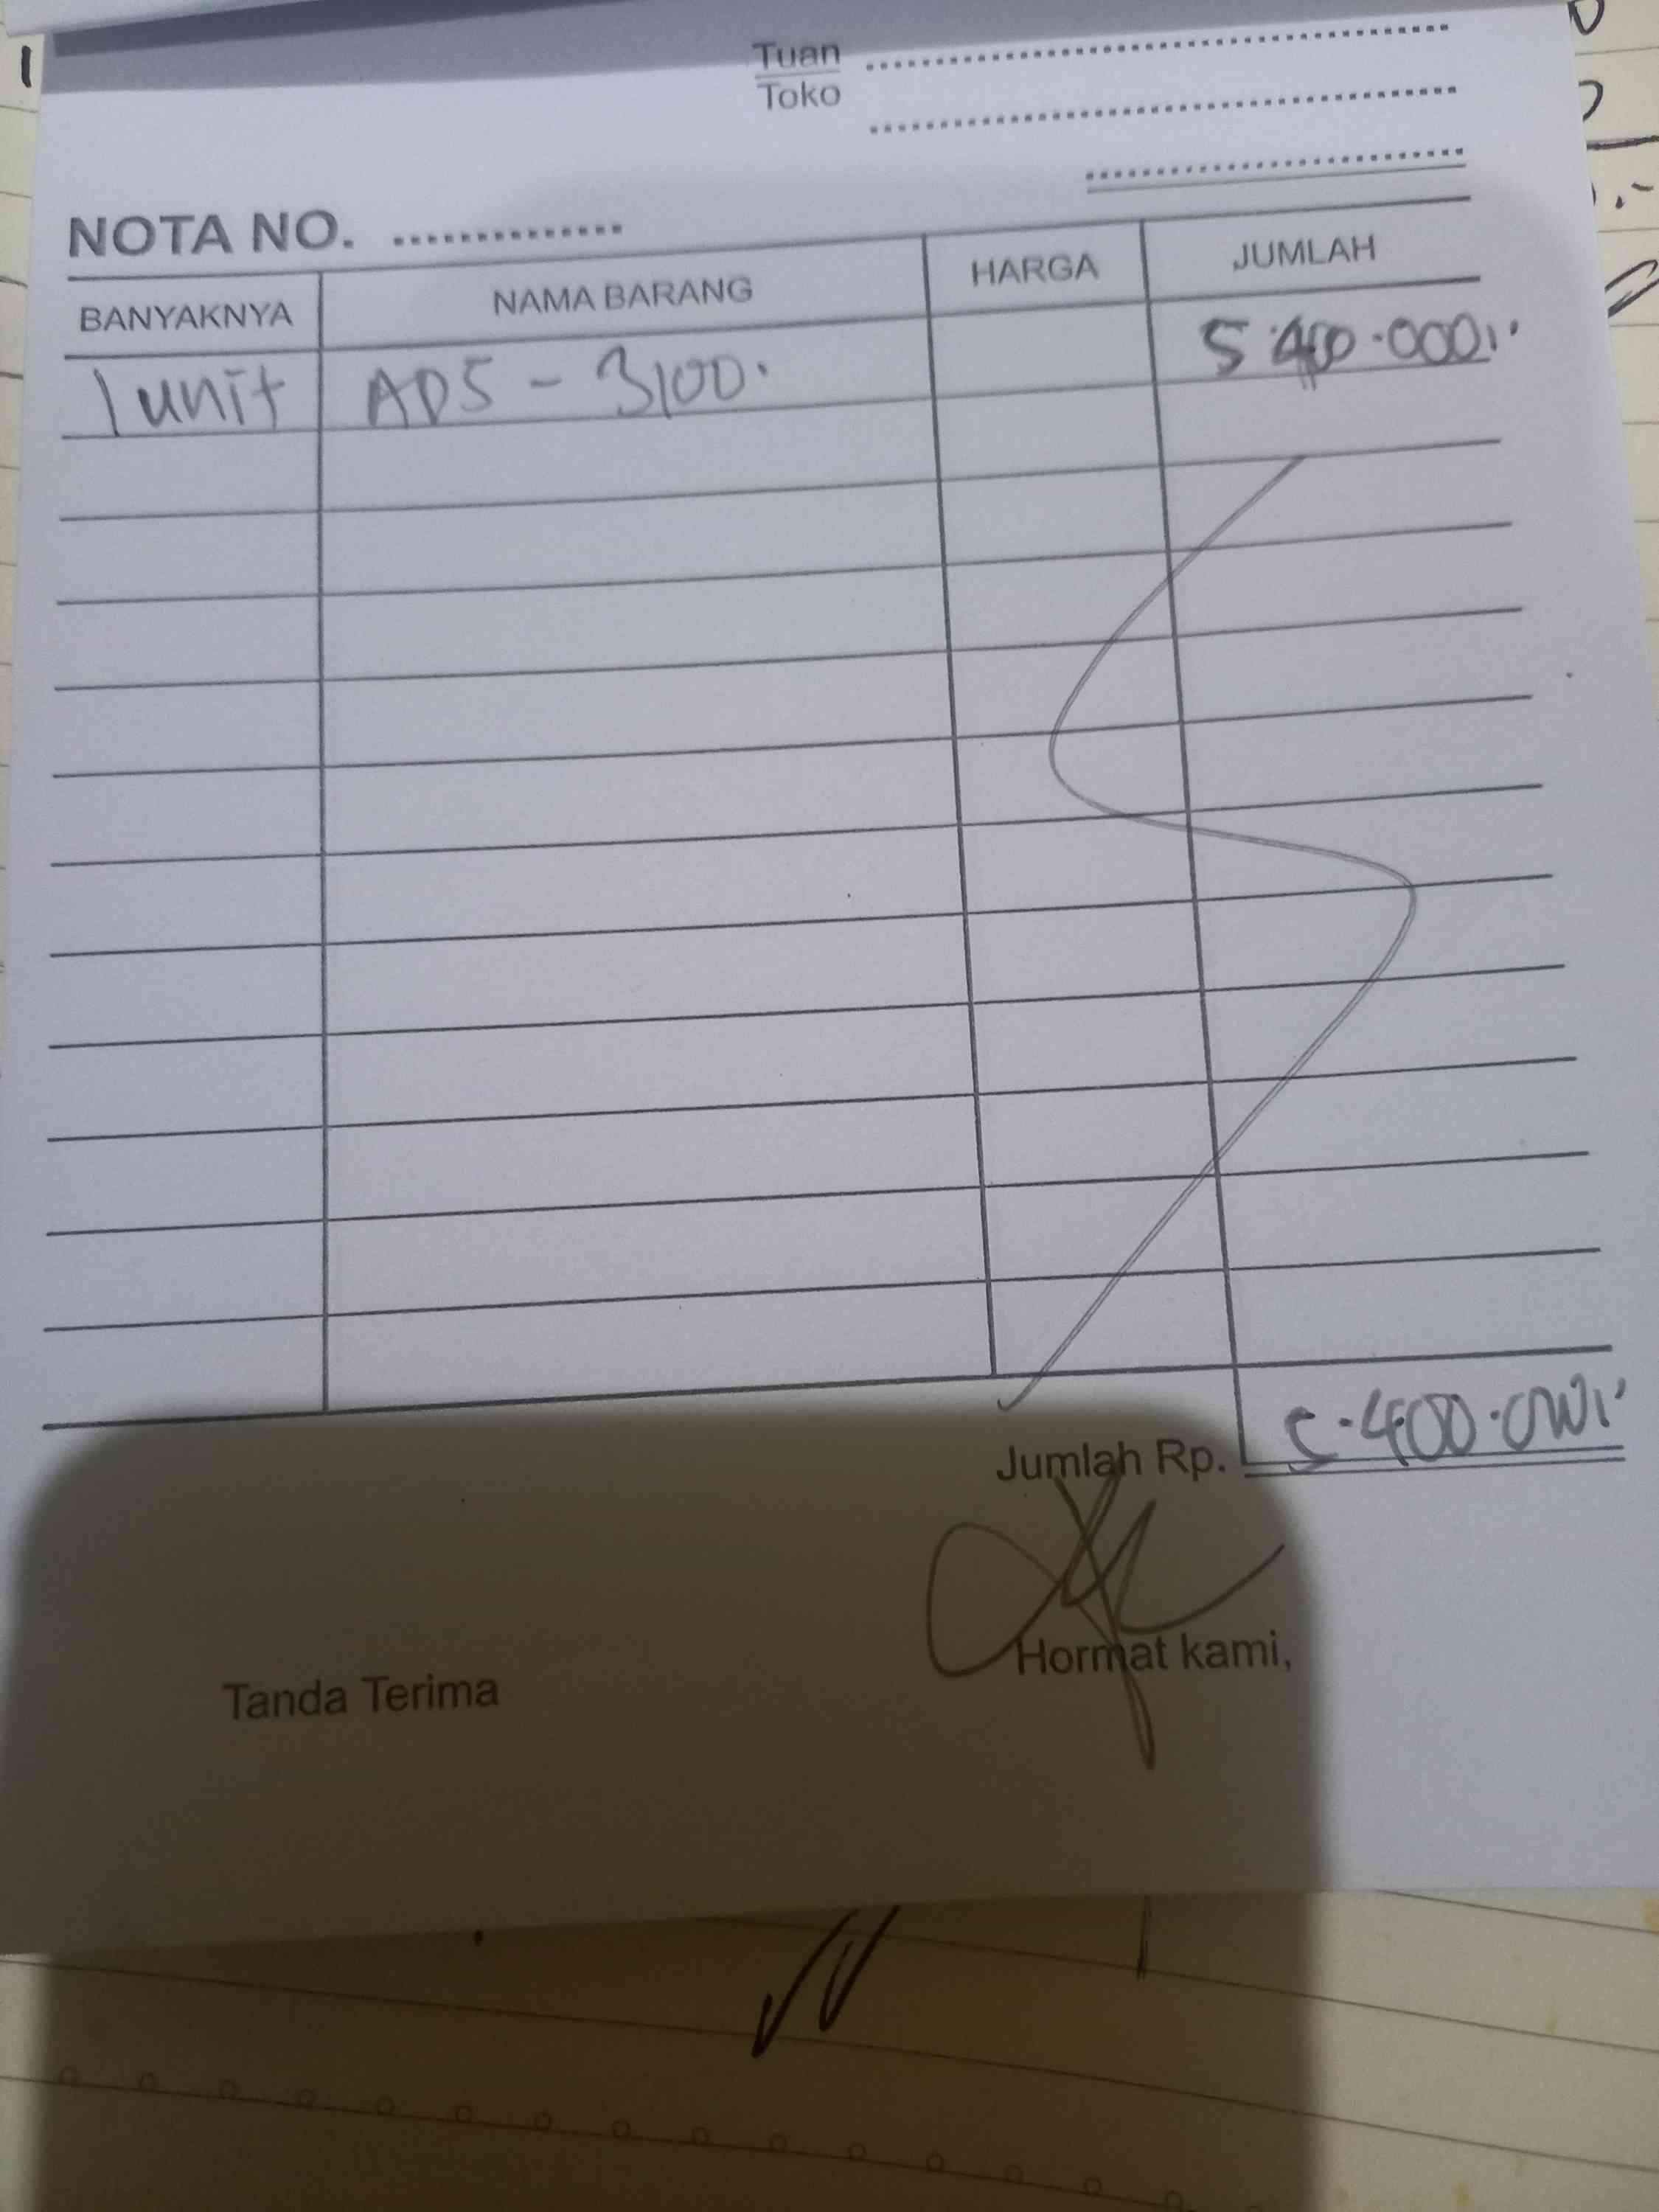 Tuan
Toko
NOTA NO. ..............
BANYAKNYA NAMA BARANG HARGA JUMLAH
1 unit ADS - 3100. 5.400.000,-
Jumlah Rp. 5.400.000,-
Tanda Terima Hormat kami,